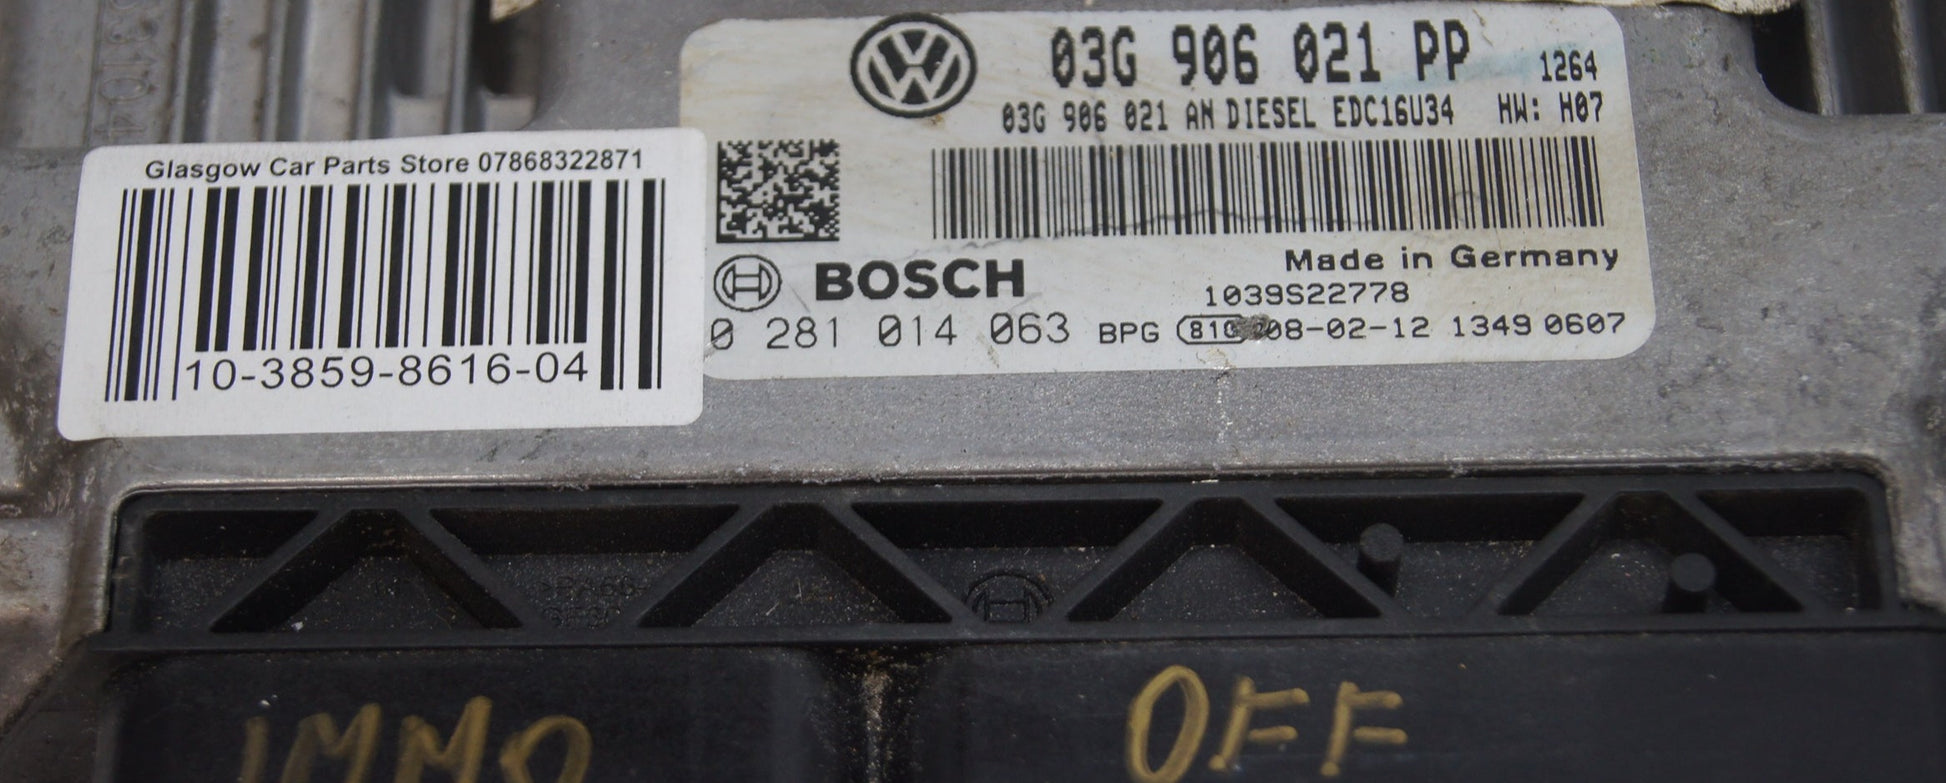 03G 906 021 PP 1264
03G 906 021 AN DIESEL EDC16U34 HW: H07
Glasgow Car Parts Store 07868322871
10-3859-8616-04
Made in Germany
BOSCH
1039S22778
0 281 014 063 BPG 08-02-12 1349 0607
>PA66-
IMMO OFF